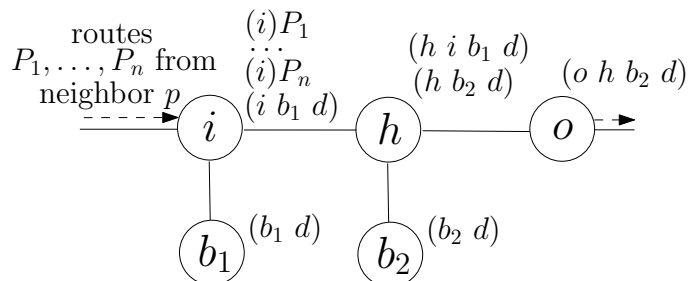 routes
P₁, . . . , Pₙ from
neighbor p
(i)P₁
. . .
(i)Pₙ
(i b₁ d)
(h i b₁ d)
(h b₂ d)
(o h b₂ d)
i
h
o
b₁
(b₁ d)
b₂
(b₂ d)